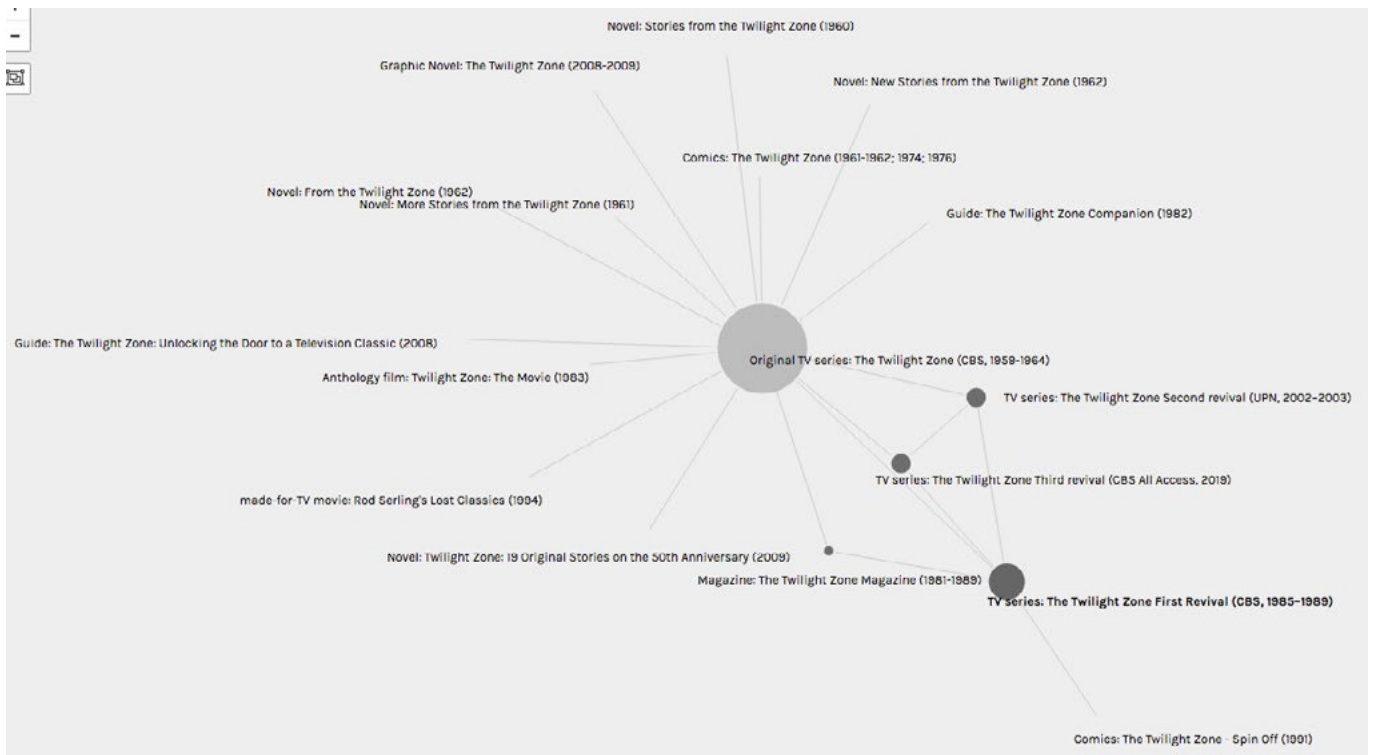 Novel: Stories from the Twilight Zone (1960)
Graphic Novel: The Twilight Zone (2008-2009)
Novel: New Stories from the Twilight Zone (1962)
Comics: The Twilight Zone (1961-1962; 1974; 1976)
Novel: From the Twilight Zone (1962)
Novel: More Stories from the Twilight Zone (1961)
Guide: The Twilight Zone Companion (1982)
Guide: The Twilight Zone: Unlocking the Door to a Television Classic (2008)
Original TV series: The Twilight Zone (CBS, 1959-1964)
Anthology film: Twilight Zone: The Movie (1983)
TV series: The Twilight Zone Second revival (UPN, 2002–2003)
TV series: The Twilight Zone Third revival (CBS All Access, 2019)
made-for-TV movie: Rod Serling's Lost Classics (1994)
Novel: Twilight Zone: 19 Original Stories on the 50th Anniversary (2009)
Magazine: The Twilight Zone Magazine (1981-1989)
TV series: The Twilight Zone First Revival (CBS, 1985–1989)
Comics: The Twilight Zone - Spin Off (1991)